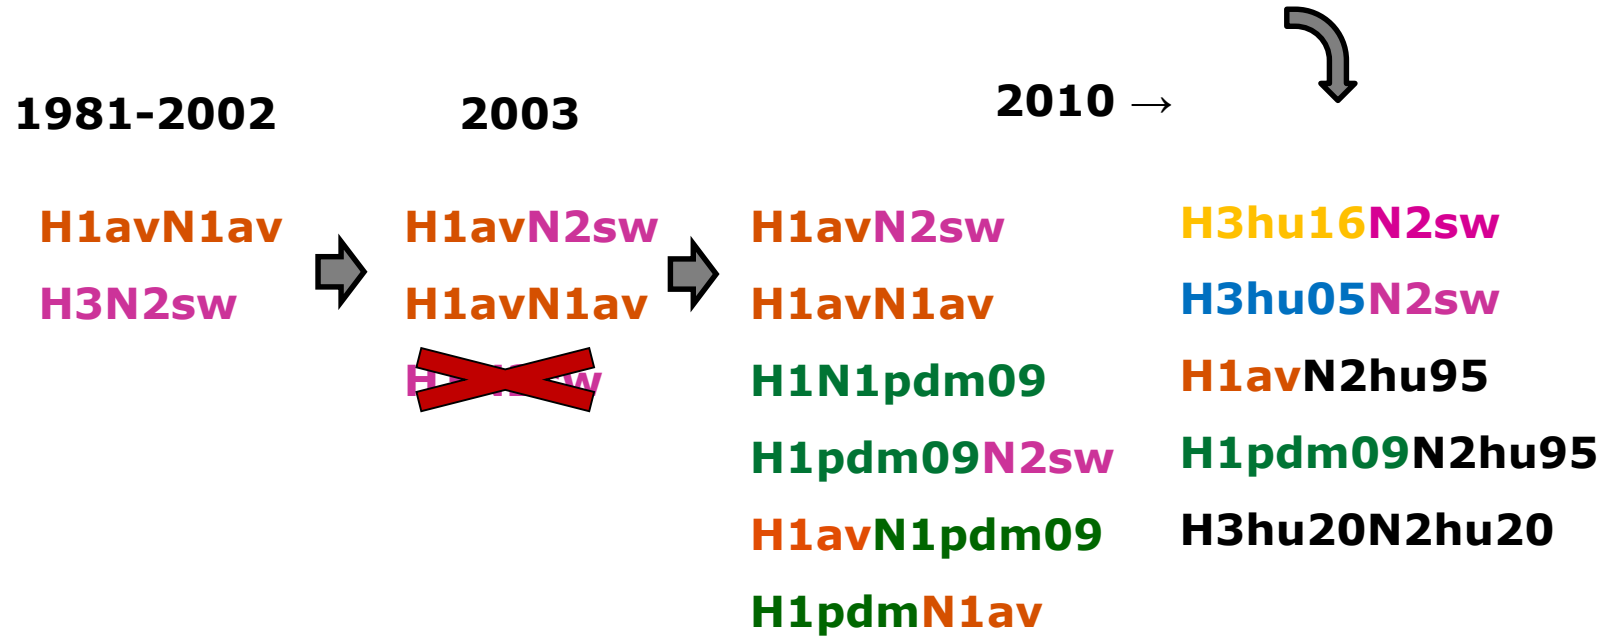 1981-2002
2003
2010 →
H1avN1av
H3N2sw
H1avN2sw
H1avN1av
H1avN2sw
H1avN1av
H1N1pdm09
H1pdm09N2sw
H1avN1pdm09
H1pdmN1av
H3hu16N2sw
H3hu05N2sw
H1avN2hu95
H1pdm09N2hu95
H3hu20N2hu20